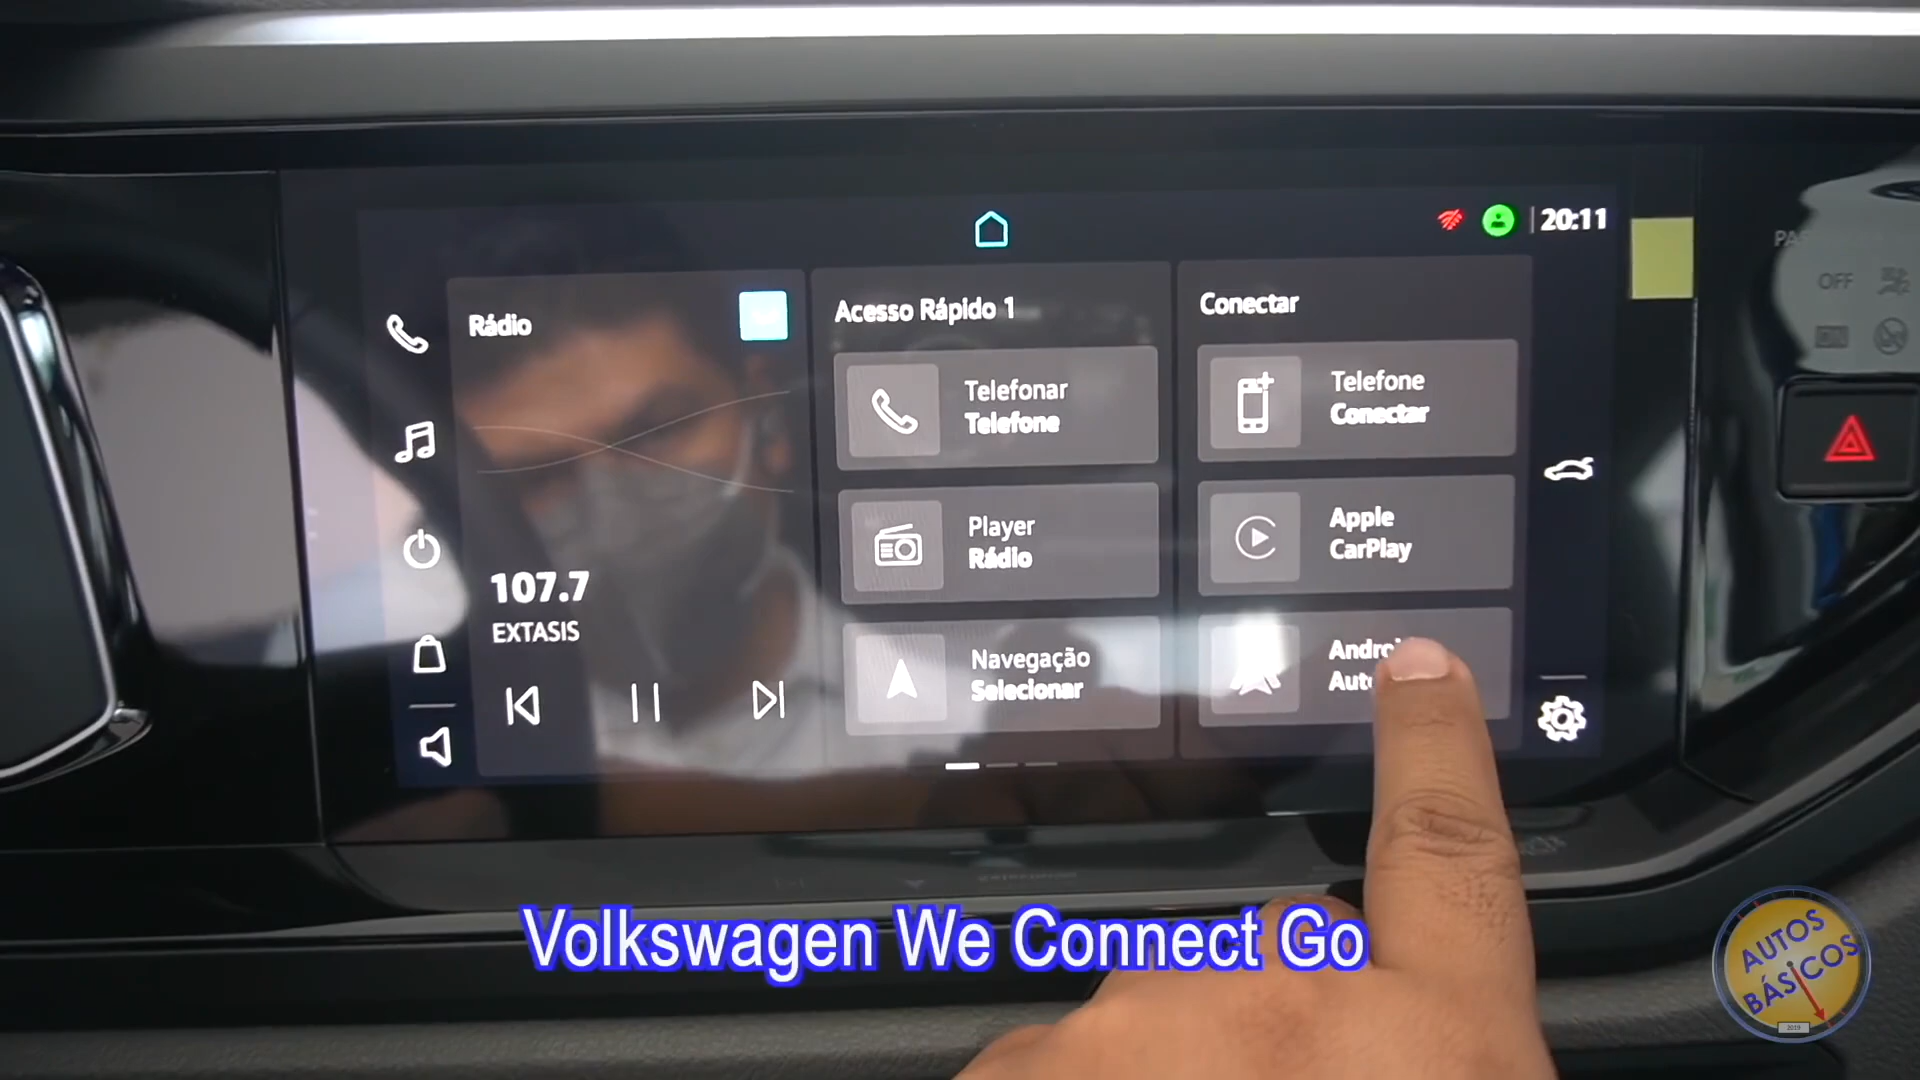 20:11
Rádio
107.7
EXTASIS
Acesso Rápido 1
Telefonar
Telefone
Player
Rádio
Navegação
Selecionar
Conectar
Telefone
Conectar
Apple
CarPlay
OFF
Volkswagen We Connect Go
AUTOS
BÁSICOS
2019